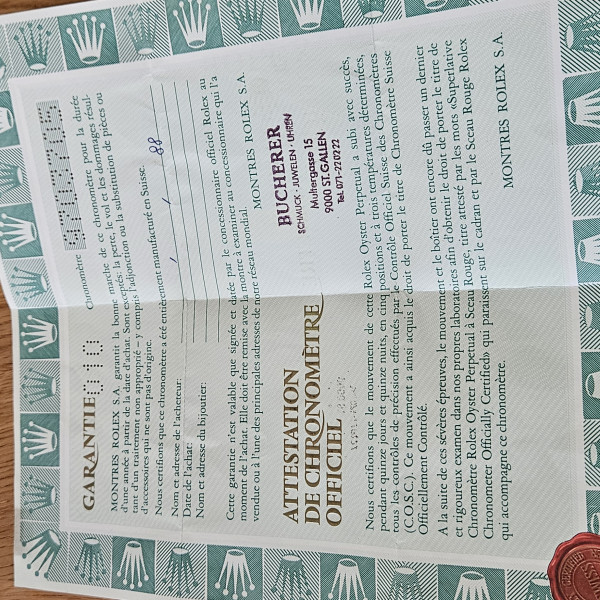 GARANTIE 010 Chronomètre
MONTRES ROLEX S.A. garantit la bonne marche de ce chronomètre pour la durée
d'une année à partir de la date d'achat. Sont exceptés: la perte, le vol et les dommages résul-
tant d'un traitement non approprié – y compris l'adjonction ou la substitution de pièces ou
d'accessoires qui ne sont pas d'origine.
Nous certifions que ce chronomètre a été entièrement manufacturé en Suisse.
Nom et adresse de l'acheteur:
Date de l'achat: 88
Nom et adresse du bijoutier:
Cette garantie n'est valable que signée et datée par le concessionnaire officiel Rolex au
moment de l'achat. Elle doit être remise avec la montre à examiner au concessionnaire qui l'a
vendue ou à l'une des principales adresses de notre réseau mondial.
MONTRES ROLEX S.A.
BUCHERER
SCHMUCK · JUWELEN · UHREN
Multergasse 15
9000 ST.GALLEN
Tel. 071-22 02 22
ATTESTATION
DE CHRONOMÈTRE
OFFICIEL
Nous certifions que le mouvement de cette Rolex Oyster Perpetual a subi avec succès,
pendant quinze jours et quinze nuits, en cinq positions et à trois températures déterminées,
tous les contrôles de précision effectués par le Contrôle Officiel Suisse des Chronomètres
(C.O.S.C.). Ce mouvement a ainsi acquis le droit de porter le titre de Chronomètre Suisse
Officiellement Contrôlé.
A la suite de ces sévères épreuves, le mouvement et le boîtier ont encore dû passer un dernier
et rigoureux examen dans nos propres laboratoires afin d'obtenir le droit de porter le titre de
Chronomètre Rolex Oyster Perpetual à Sceau Rouge, titre attesté par les mots «Superlative
Chronometer Officially Certified» qui paraissent sur le cadran et par le Sceau Rouge Rolex
qui accompagne ce chronomètre.
MONTRES ROLEX S.A.